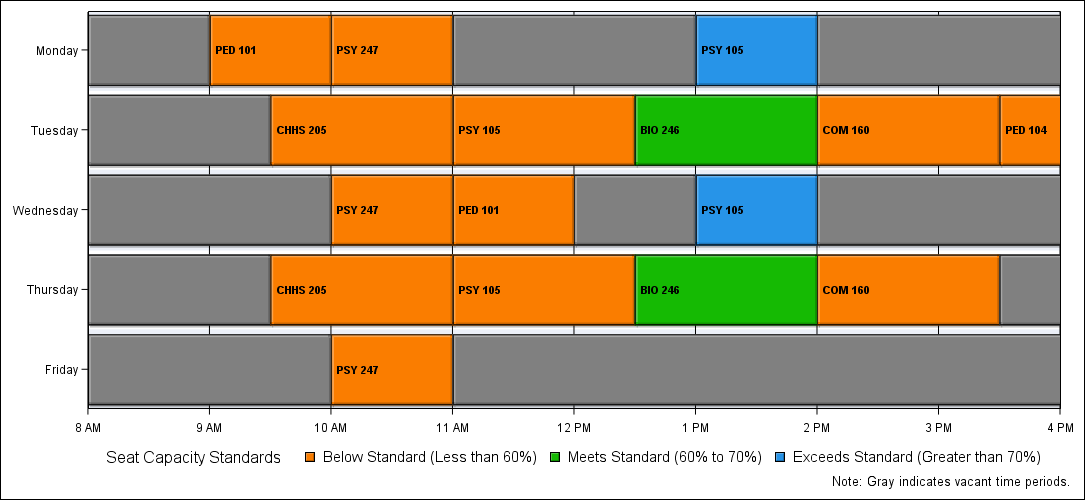 Monday
PED 101
PSY 247
PSY 105
Tuesday
CHHS 205
PSY 105
BIO 246
COM 160
PED 104
Wednesday
PSY 247
PED 101
PSY 105
Thursday
CHHS 205
PSY 105
BIO 246
COM 160
Friday
PSY 247
8 AM 9 AM 10 AM 11 AM 12 PM 1 PM 2 PM 3 PM 4 PM
Seat Capacity Standards Below Standard (Less than 60%) Meets Standard (60% to 70%) Exceeds Standard (Greater than 70%)
Note: Gray indicates vacant time periods.